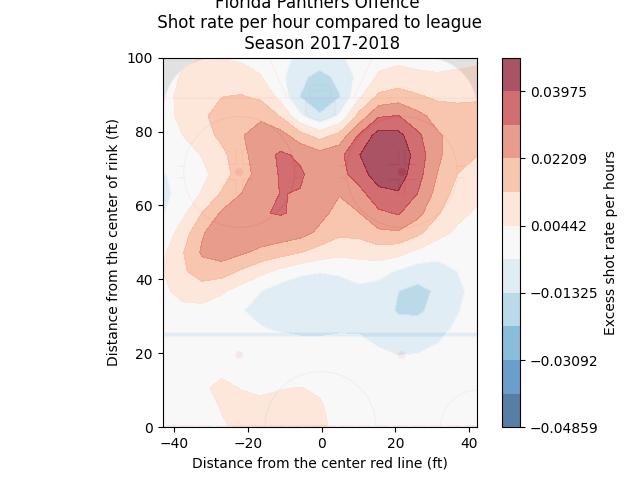 Florida Panthers Offence
Shot rate per hour compared to league
Season 2017-2018
100
80
60
40
20
0
−40
−20
0
20
40
Distance from the center of rink (ft)
Distance from the center red line (ft)
0.03975
0.02209
0.00442
−0.01325
−0.03092
−0.04859
Excess shot rate per hours